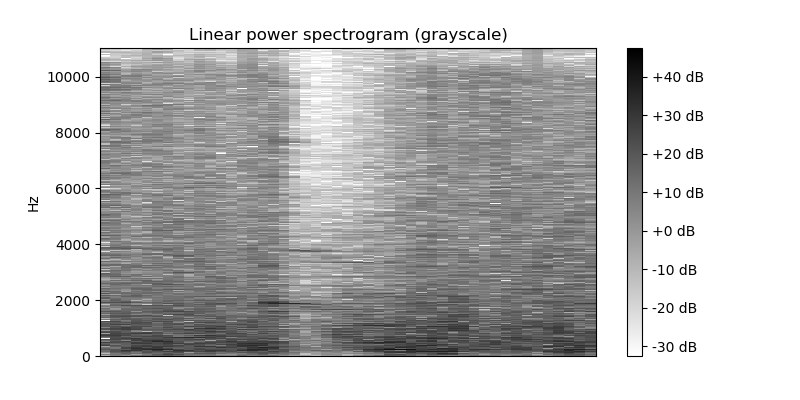 Linear power spectrogram (grayscale)
10000
8000
6000
4000
2000
0
Hz
+40 dB
+30 dB
+20 dB
+10 dB
+0 dB
-10 dB
-20 dB
-30 dB